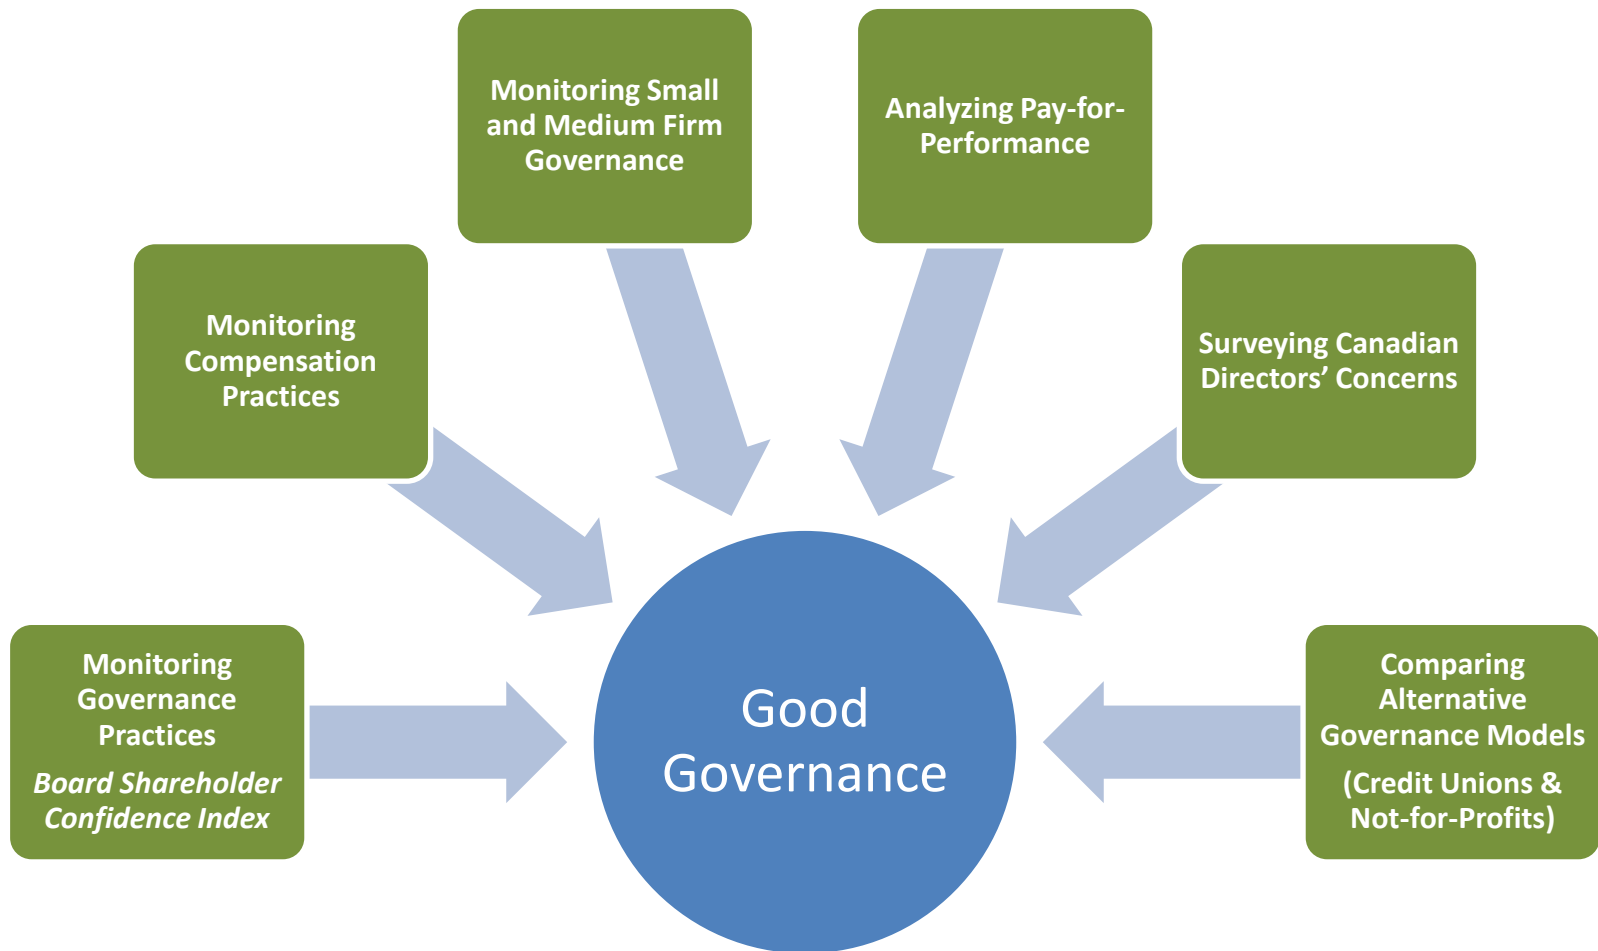 Monitoring Small
and Medium Firm
Governance
Analyzing Pay-for-
Performance
Monitoring
Compensation
Practices
Surveying Canadian
Directors’ Concerns
Monitoring
Governance
Practices
Board Shareholder
Confidence Index
Good
Governance
Comparing
Alternative
Governance Models
(Credit Unions &
Not-for-Profits)